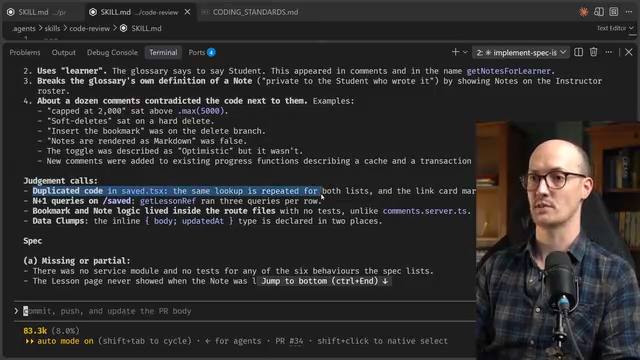 SKILL.md .../pr
SKILL.md .../code-review
CODING_STANDARDS.md
.agents > skills > code-review > SKILL.md
Text Editor
Problems
Output
Debug Console
Terminal
Ports 4
2: implement-spec-is
2. Uses "learner". The glossary says to say Student. This appeared in comments and in the name getNotesForLearner.
3. Breaks the glossary's own definition of a Note ("private to the Student who wrote it") by showing Notes on the Instructor
roster.
4. About a dozen comments contradicted the code next to them. Examples:
- "capped at 2,000" sat above .max(5000).
- "Soft-deletes" sat on a hard delete.
- "Insert the bookmark" was on the delete branch.
- "Notes are rendered as Markdown" was false.
- The toggle was described as "Optimistic" but it wasn't.
- New comments were added to existing progress functions describing a cache and a transaction
Judgement calls:
- Duplicated code in saved.tsx: the same lookup is repeated for both lists, and the link card mar
- N+1 queries on /saved: getLessonRef ran three queries per row.
- Bookmark and Note logic lived inside the route files with no tests, unlike comments.server.ts.
- Data Clumps: the inline { body; updatedAt } type is declared in two places.
Spec
(a) Missing or partial:
- There was no service module and no tests for any of the six behaviours the spec lists.
- The Lesson page never showed when the Note was l
Jump to bottom (ctrl+End) ↓
> commit, push, and update the PR body
83.3k (8.0%)
⏵⏵ auto mode on (shift+tab to cycle) · ← for agents · PR #34 · shift+click to native select